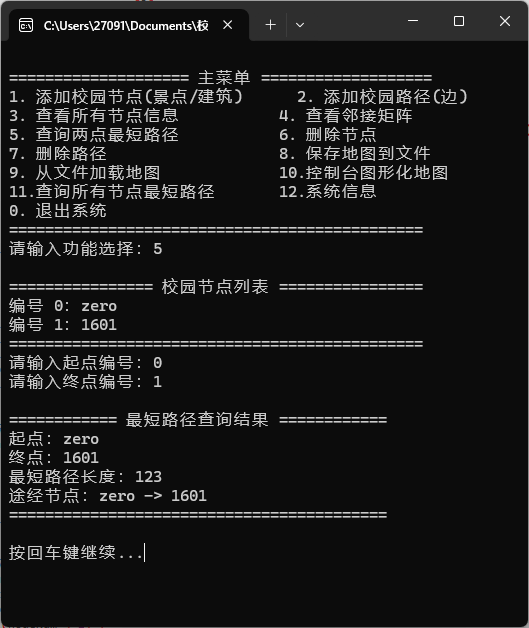 C:\Users\27091\Documents\校
==================== 主菜单 ===================
1. 添加校园节点(景点/建筑)      2. 添加校园路径(边)
3. 查看所有节点信息           4. 查看邻接矩阵
5. 查询两点最短路径           6. 删除节点
7. 删除路径                   8. 保存地图到文件
9. 从文件加载地图             10.控制台图形化地图
11.查询所有节点最短路径       12.系统信息
0. 退出系统
==============================================
请输入功能选择: 5
================ 校园节点列表 ================
编号 0: zero
编号 1: 1601
==============================================
请输入起点编号: 0
请输入终点编号: 1
============ 最短路径查询结果 ============
起点: zero
终点: 1601
最短路径长度: 123
途经节点: zero -> 1601
==========================================
按回车键继续...